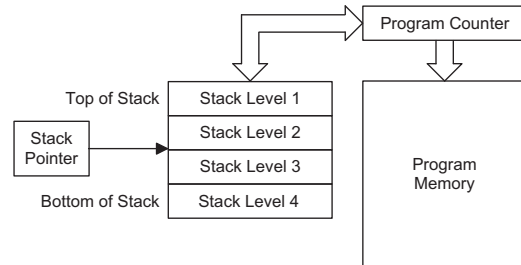 Program Counter
Top of Stack
Stack Level 1
Stack Level 2
Stack
Pointer
Stack Level 3
Bottom of Stack
Stack Level 4
Program
Memory